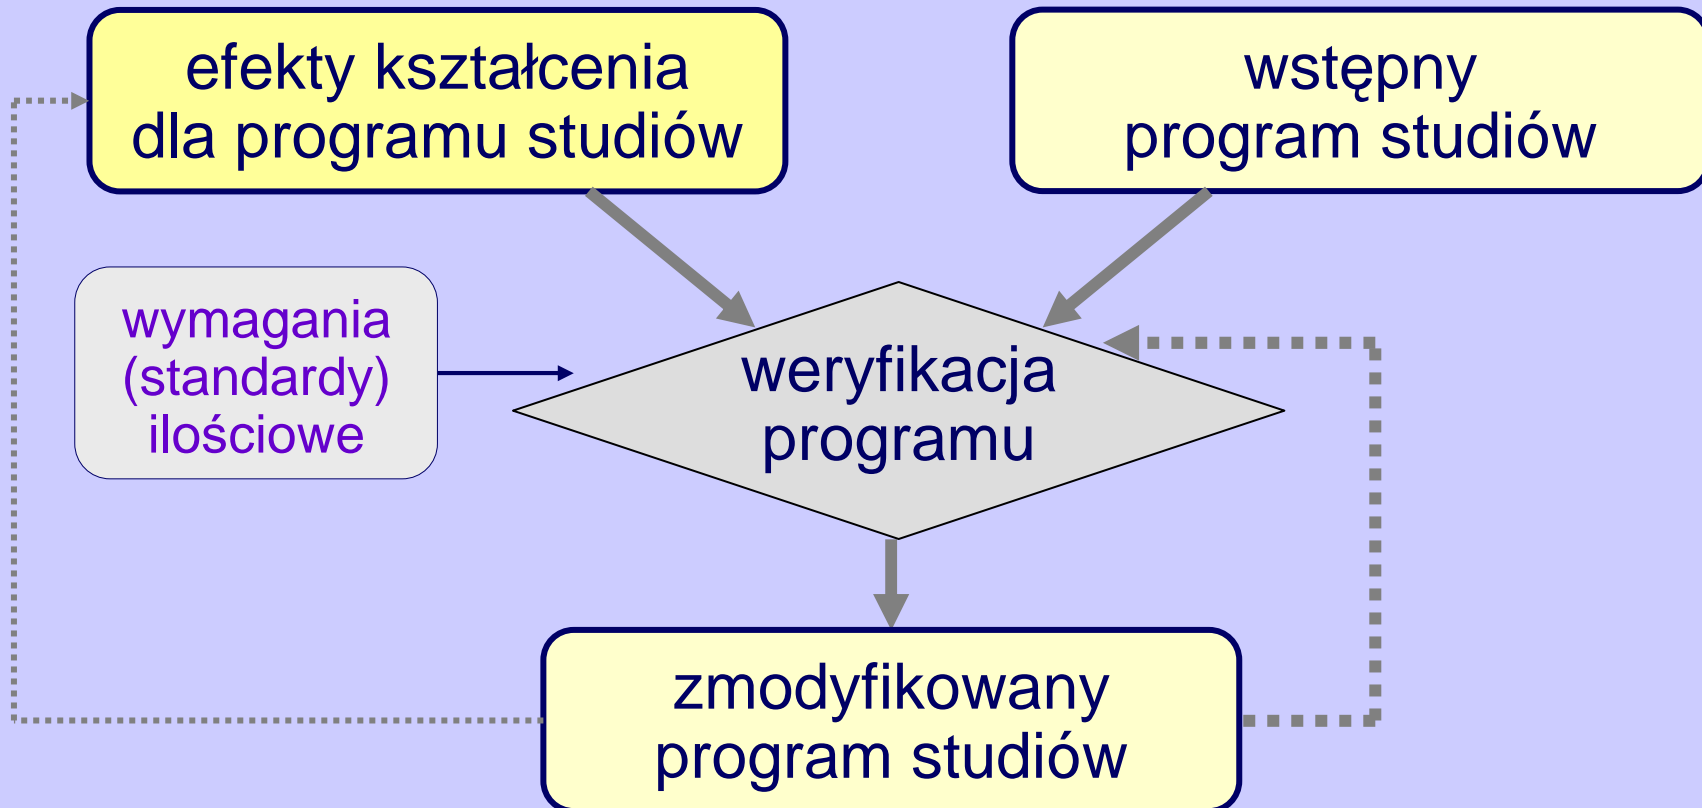 efekty kształcenia
dla programu studiów
wstępny
program studiów
wymagania
(standardy)
ilościowe
weryfikacja
programu
zmodyfikowany
program studiów